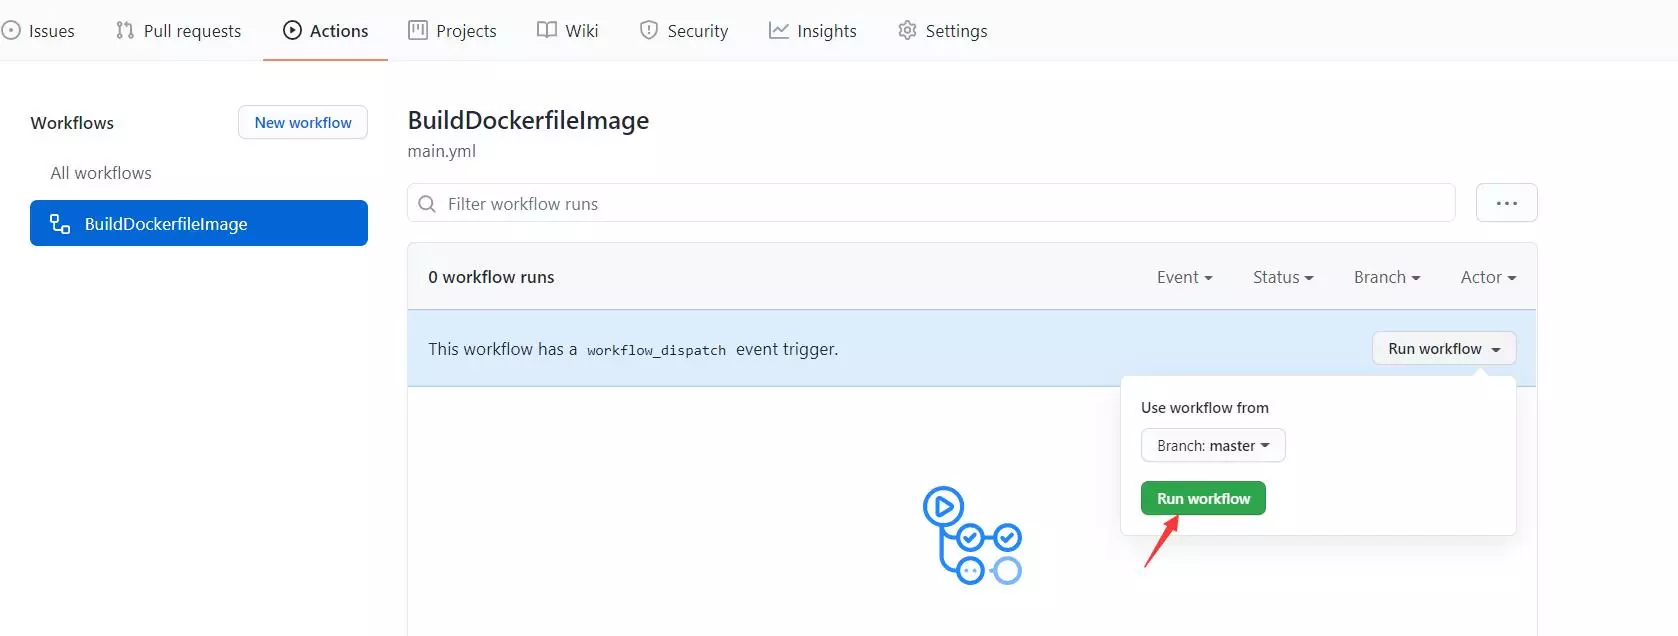 Issues Pull requests Actions Projects Wiki Security Insights Settings
Workflows
New workflow
All workflows
BuildDockerfileImage
BuildDockerfileImage
main.yml
Filter workflow runs
0 workflow runs
Event Status Branch Actor
This workflow has a workflow_dispatch event trigger.
Run workflow
Use workflow from
Branch: master
Run workflow